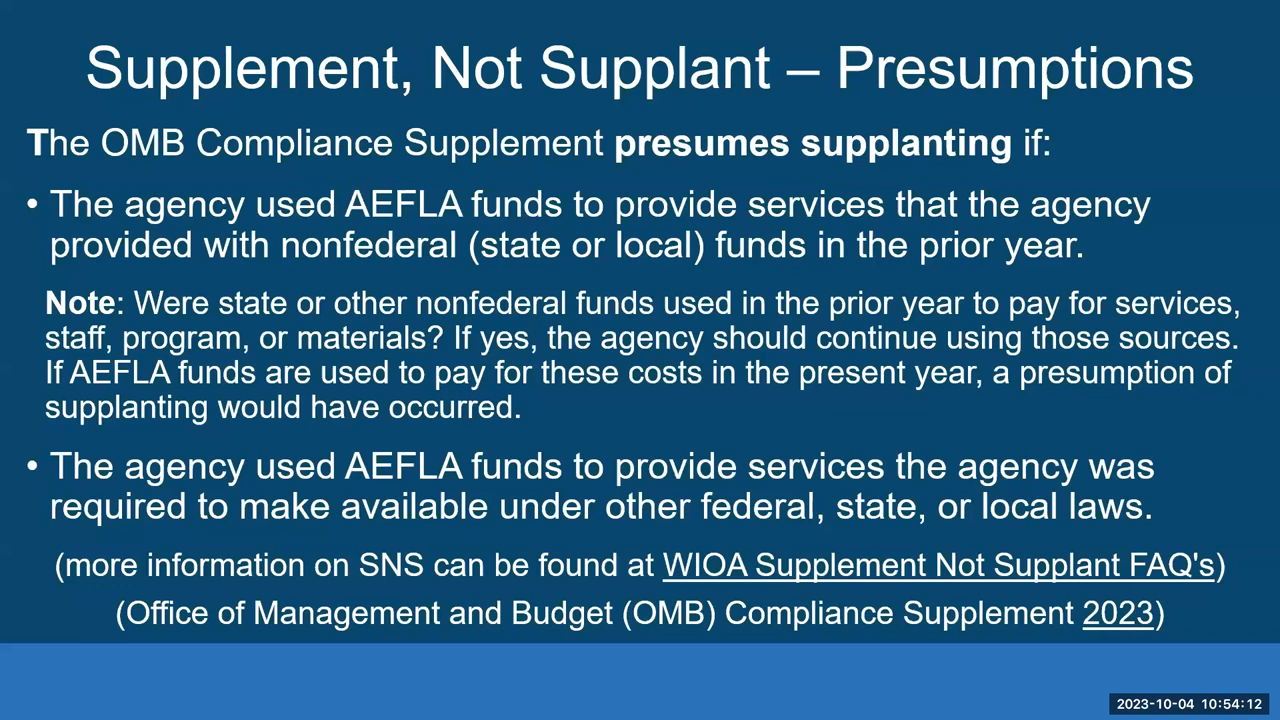 Supplement, Not Supplant – Presumptions
The OMB Compliance Supplement presumes supplanting if:
• The agency used AEFLA funds to provide services that the agency
provided with nonfederal (state or local) funds in the prior year.
Note: Were state or other nonfederal funds used in the prior year to pay for services,
staff, program, or materials? If yes, the agency should continue using those sources.
If AEFLA funds are used to pay for these costs in the present year, a presumption of
supplanting would have occurred.
• The agency used AEFLA funds to provide services the agency was
required to make available under other federal, state, or local laws.
(more information on SNS can be found at WIOA Supplement Not Supplant FAQ's)
(Office of Management and Budget (OMB) Compliance Supplement 2023)
2023-10-04 10:54:12